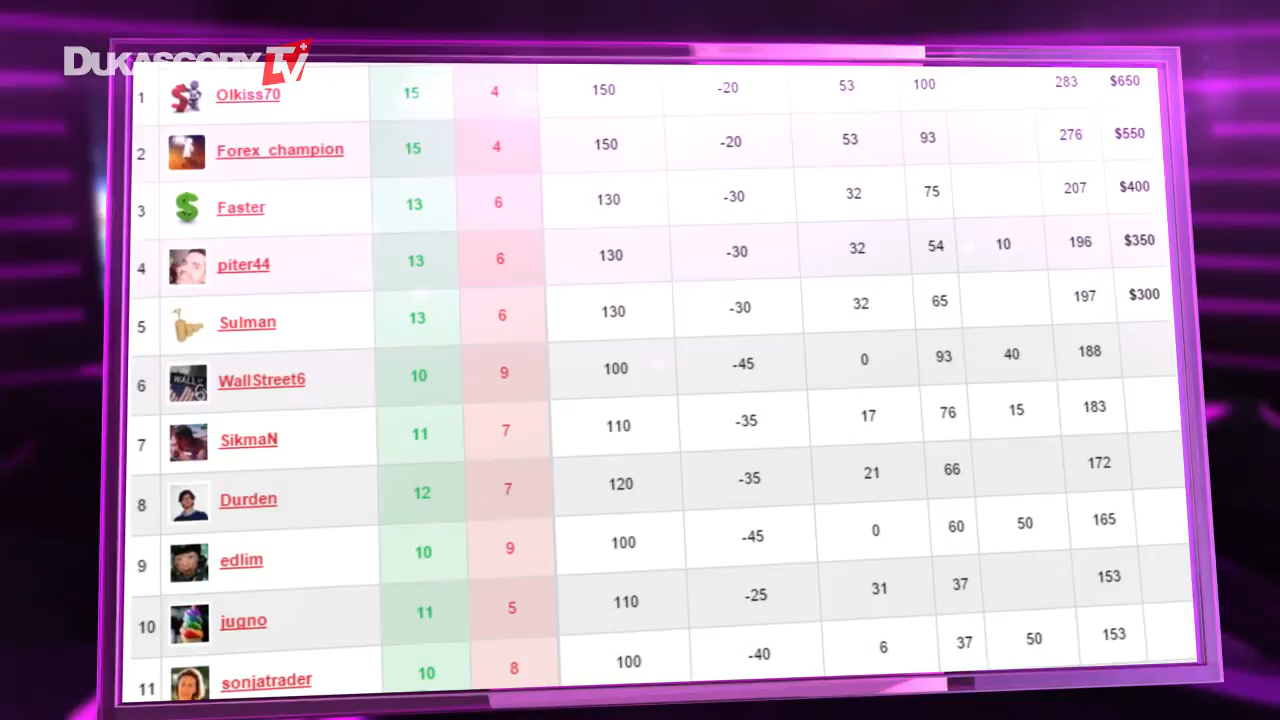 DUKASCOPY TV
1 Olkiss70 15 4 150 -20 53 100 283 $650
2 Forex_champion 15 4 150 -20 53 93 276 $550
3 Faster 13 6 130 -30 32 75 207 $400
4 piter44 13 6 130 -30 32 54 10 196 $350
5 Sulman 13 6 130 -30 32 65 197 $300
6 WallStreet6 10 9 100 -45 0 93 40 188
7 SikmaN 11 7 110 -35 17 76 15 183
8 Durden 12 7 120 -35 21 66 172
9 edlim 10 9 100 -45 0 60 50 165
10 jugno 11 5 110 -25 31 37 153
11 sonjatrader 10 8 100 -40 6 37 50 153